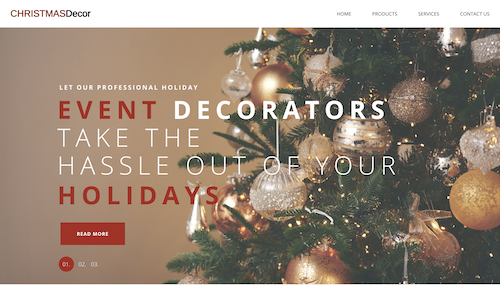 CHRISTMASDecor
HOME PRODUCTS SERVICES CONTACT US
LET OUR PROFESSIONAL HOLIDAY
EVENT DECORATORS
TAKE THE
HASSLE OUT OF YOUR
HOLIDAYS
READ MORE
01. 02. 03.